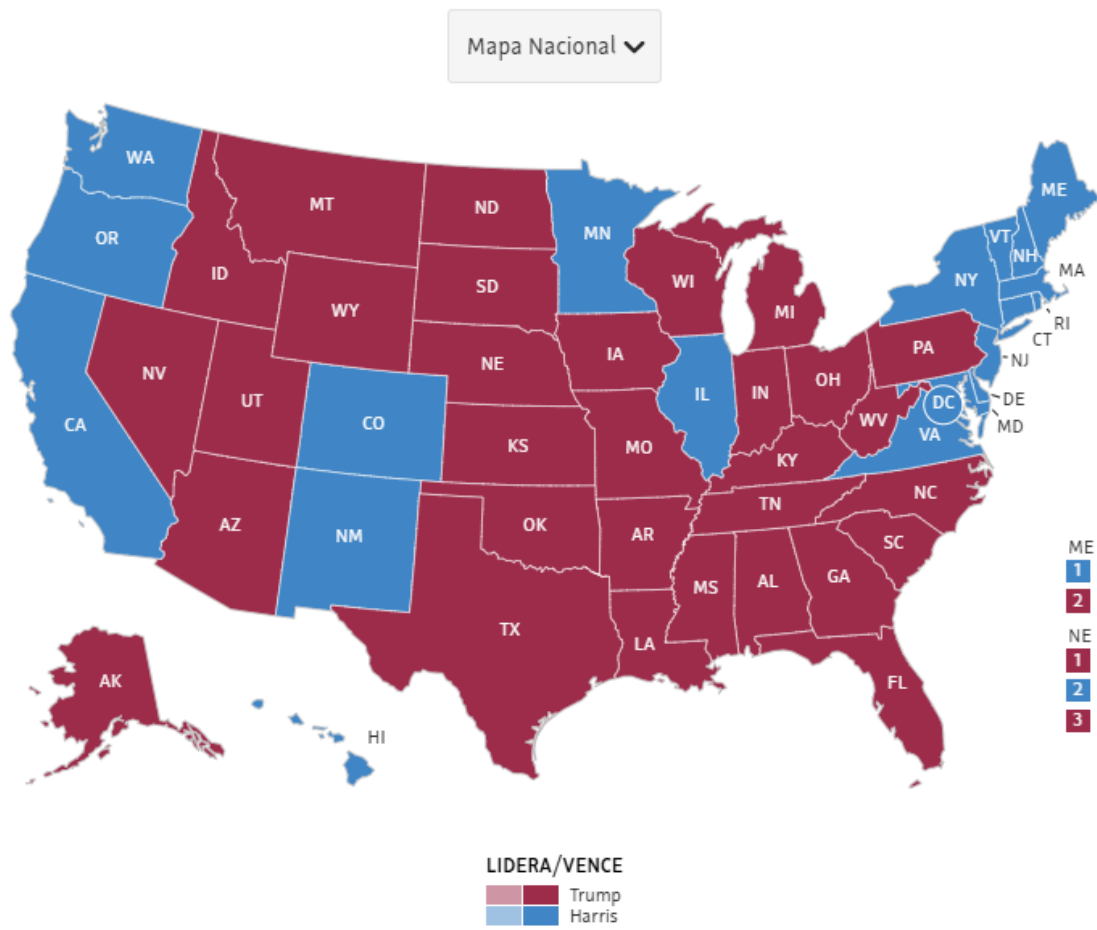 Mapa Nacional
WA
MT
ND
MN
ME
OR
ID
SD
WI
VT
NH
NY
MA
WY
MI
RI
CT
NV
UT
NE
IA
PA
NJ
CA
CO
IL
IN
OH
DE
DC
MD
KS
MO
WV
VA
KY
AZ
NM
OK
AR
TN
NC
SC
MS
AL
GA
TX
LA
FL
AK
HI
ME
1
2
NE
1
2
3
LIDERA/VENCE
Trump
Harris